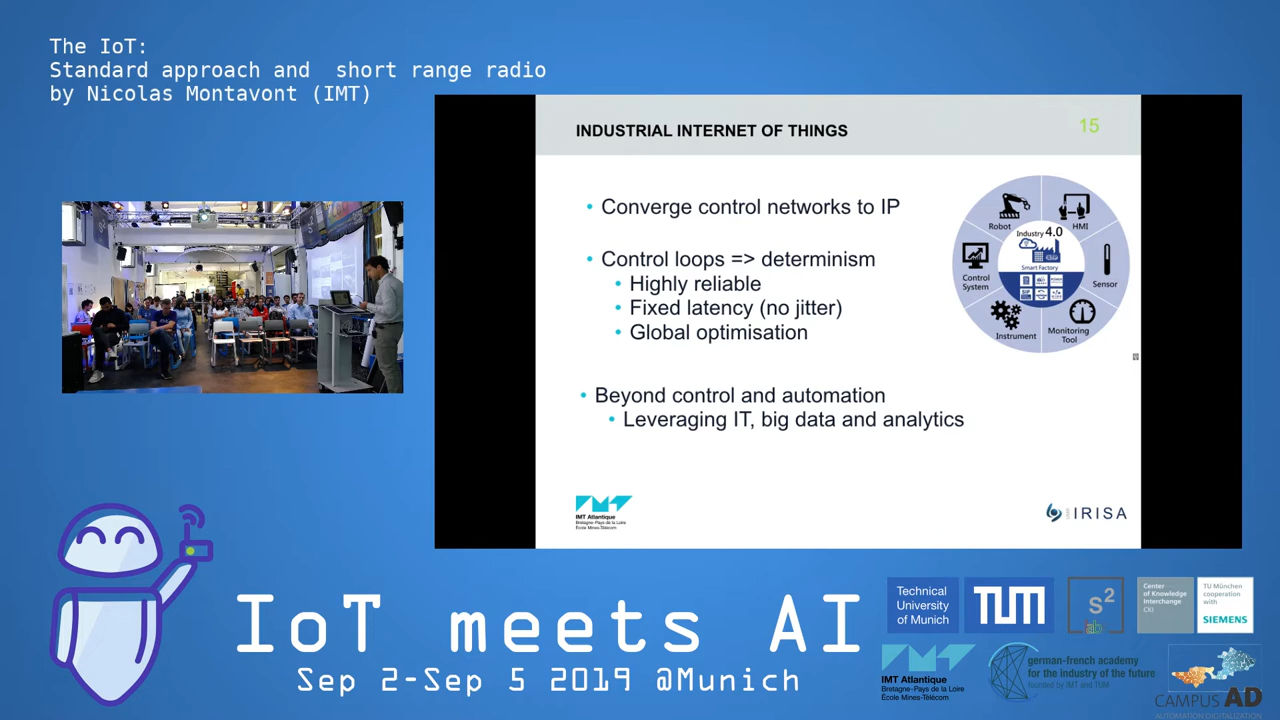 The IoT:
Standard approach and short range radio
by Nicolas Montavont (IMT)
INDUSTRIAL INTERNET OF THINGS
15
• Converge control networks to IP
• Control loops => determinism
• Highly reliable
• Fixed latency (no jitter)
• Global optimisation
• Beyond control and automation
• Leveraging IT, big data and analytics
Robot
HMI
Industry 4.0
Smart Factory
Control
System
Sensor
Instrument
Monitoring
Tool
IMT Atlantique
Bretagne-Pays de la Loire
École Mines-Télécom
IRISA
IoT meets AI
Sep 2-Sep 5 2019 @Munich
Technical
University
of Munich
TUM
s2
lab
Center
of Knowledge
Interchange
CKI
TU München
cooperation
with
SIEMENS
IMT Atlantique
Bretagne-Pays de la Loire
École Mines-Télécom
german-french academy
for the industry of the future
founded by IMT and TUM
CAMPUS AD
AUTOMATION DIGITALIZATION